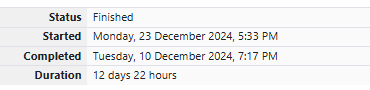 Status Finished
Started Monday, 23 December 2024, 5:33 PM
Completed Tuesday, 10 December 2024, 7:17 PM
Duration 12 days 22 hours